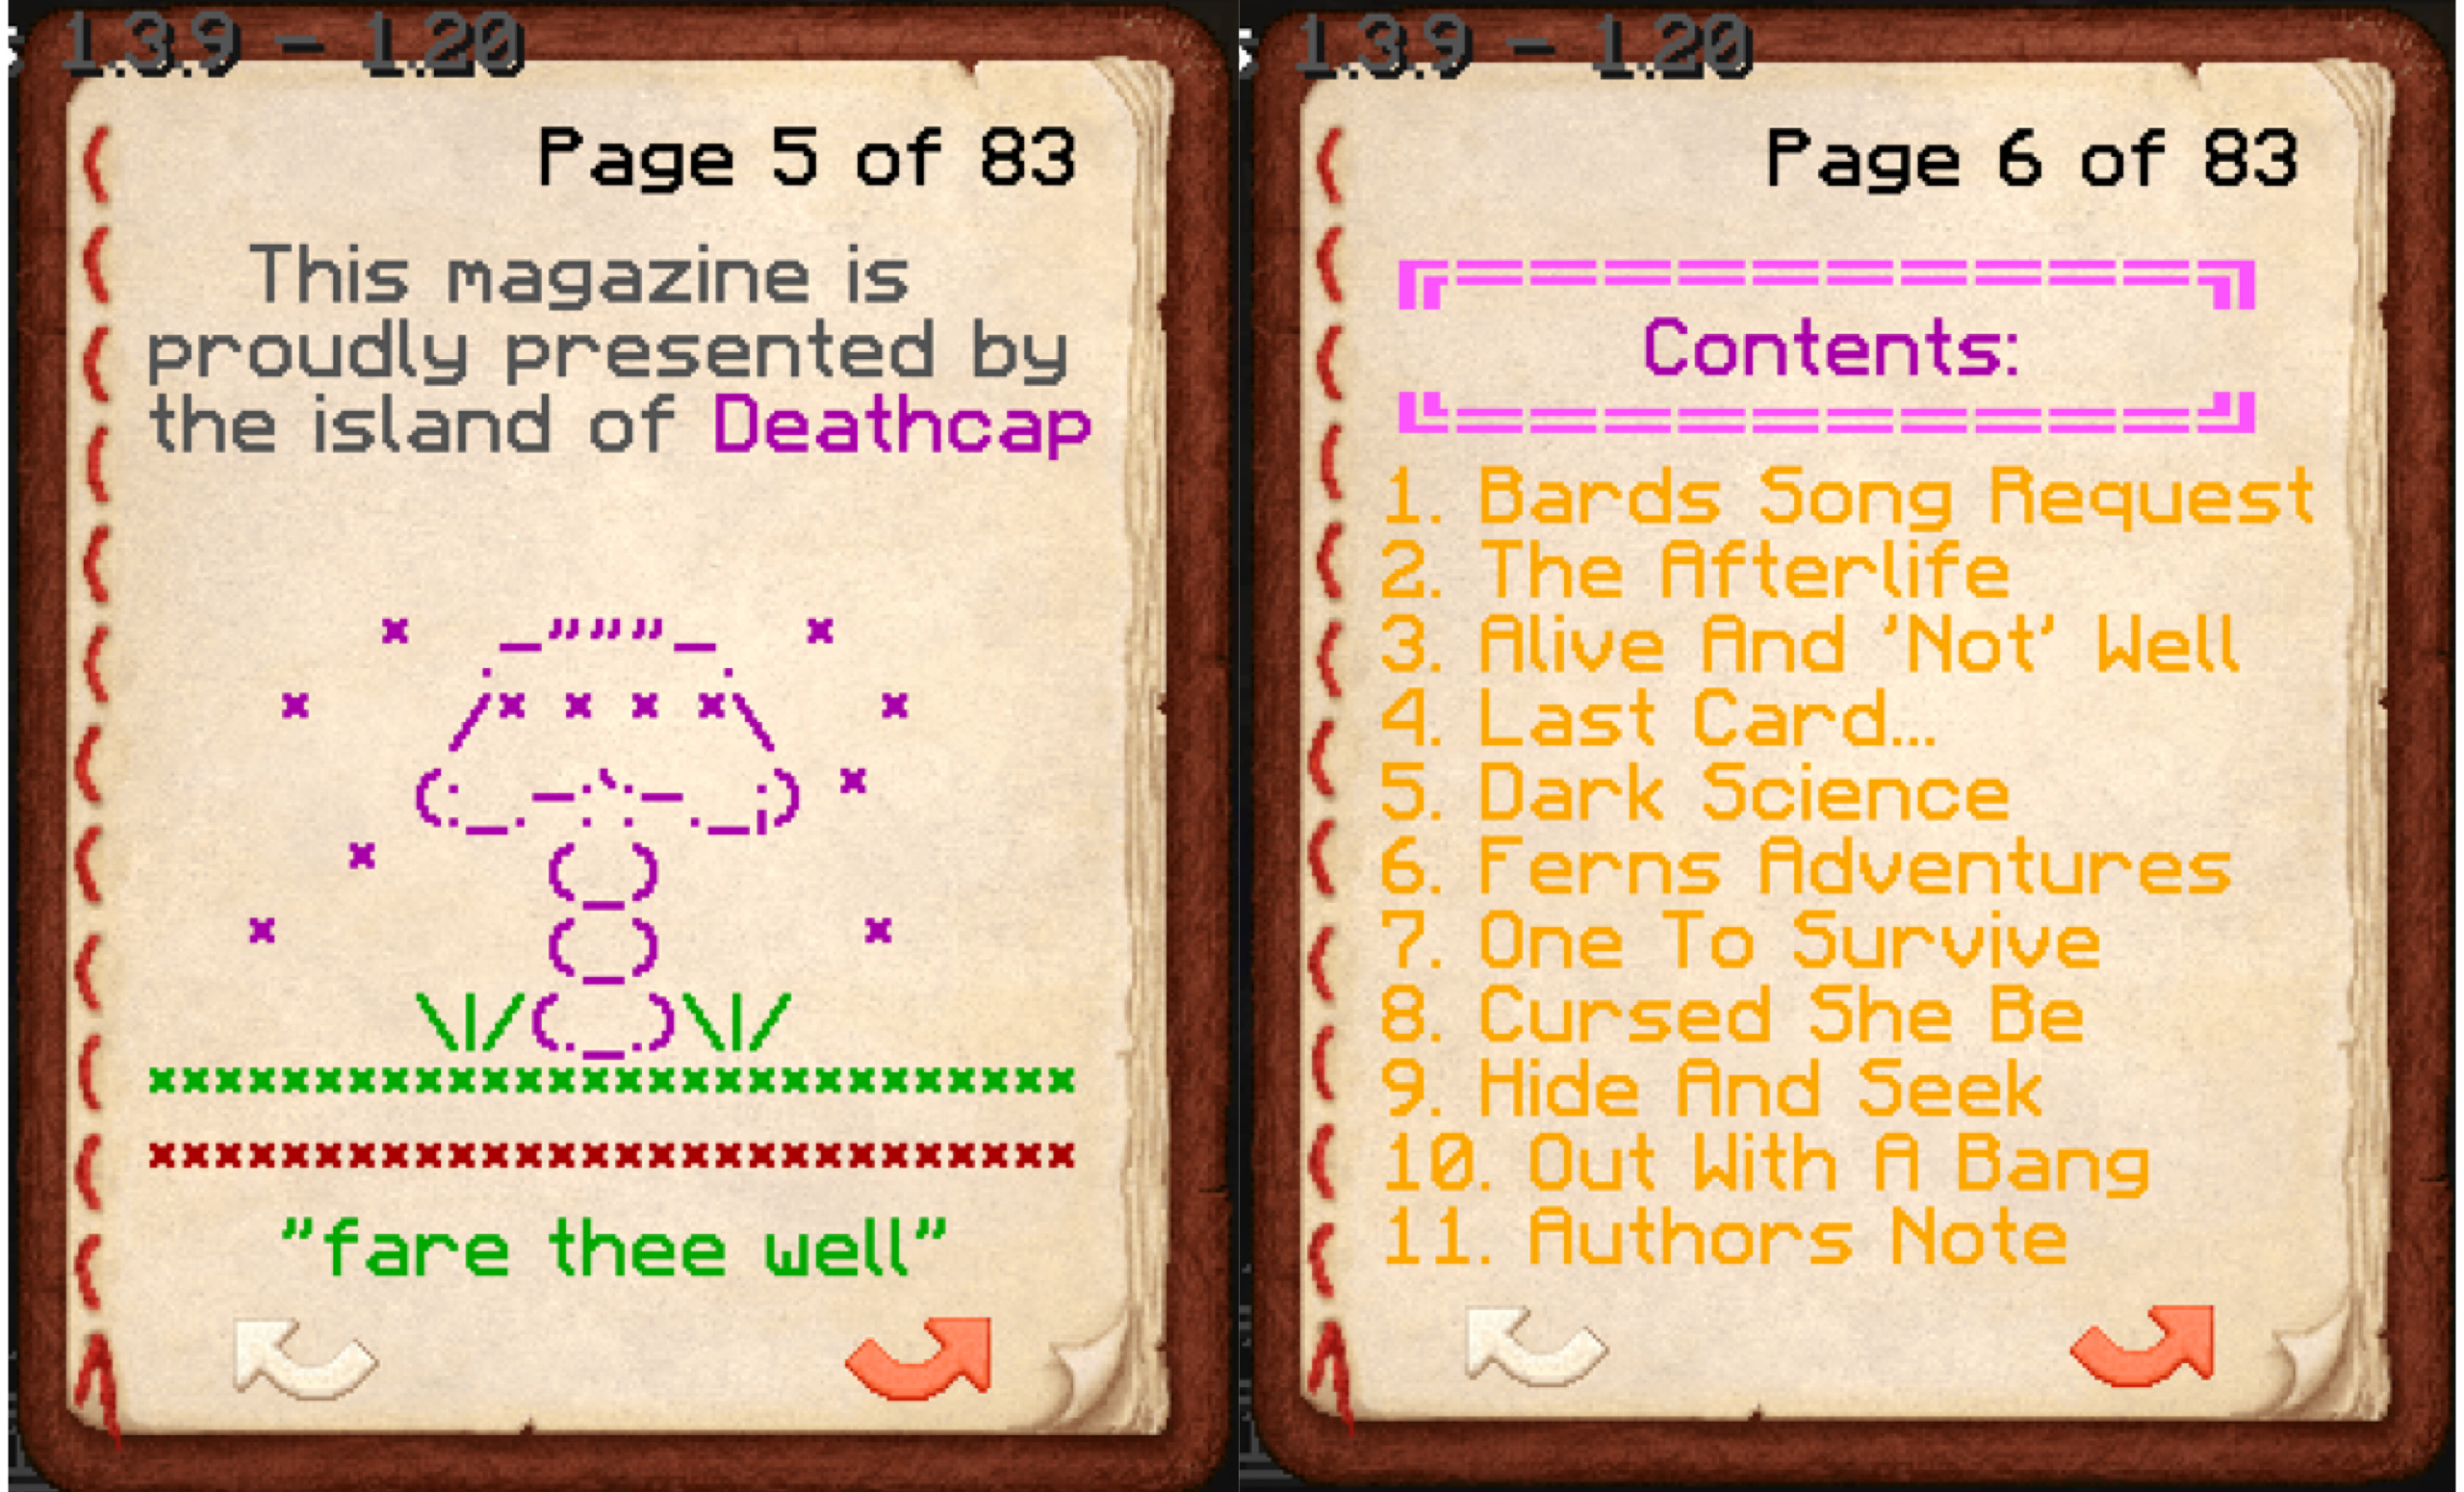 1.3.9 - 1.20
Page 5 of 83
This magazine is
proudly presented by
the island of Deathcap
"fare thee well"
1.3.9 - 1.20
Page 6 of 83
Contents:
1. Bards Song Request
2. The Afterlife
3. Alive And 'Not' Well
4. Last Card...
5. Dark Science
6. Ferns Adventures
7. One To Survive
8. Cursed She Be
9. Hide And Seek
10. Out With A Bang
11. Authors Note